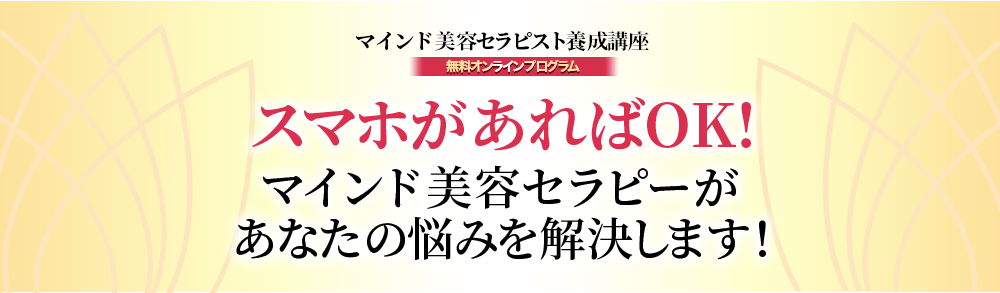 マインド美容セラピスト養成講座
無料オンラインプログラム
スマホがあればOK!
マインド美容セラピーが
あなたの悩みを解決します!